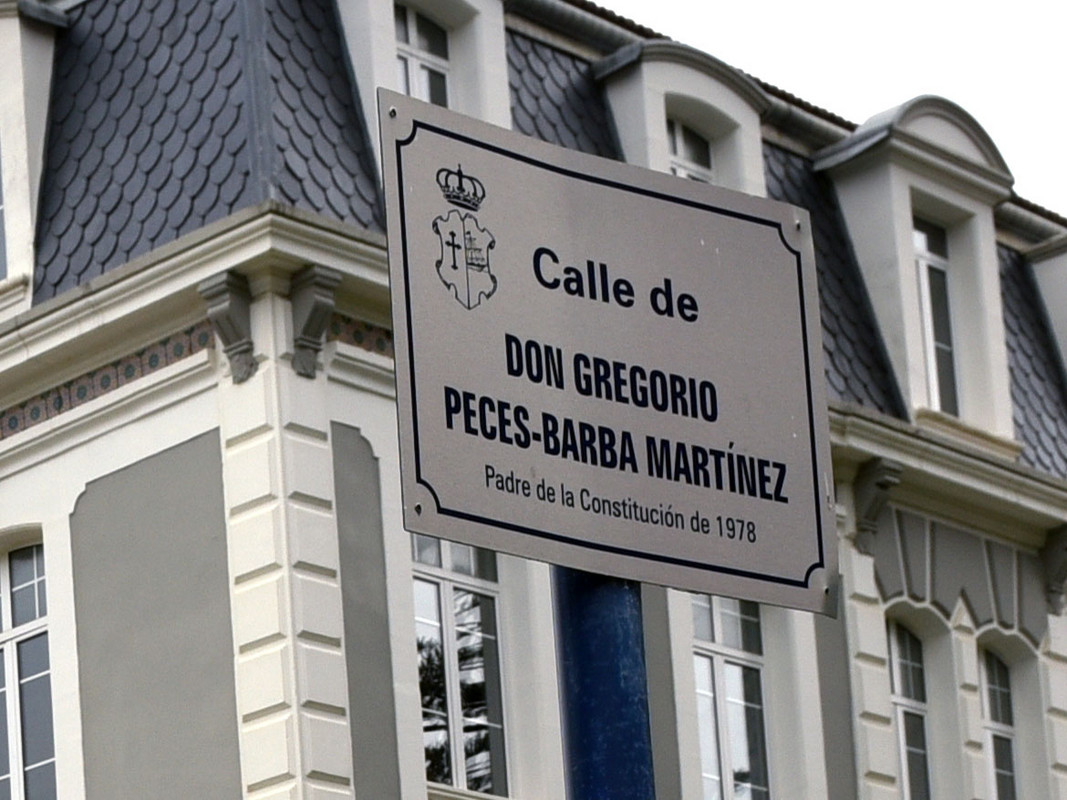 Calle de
DON GREGORIO
PECES-BARBA MARTÍNEZ
Padre de la Constitución de 1978